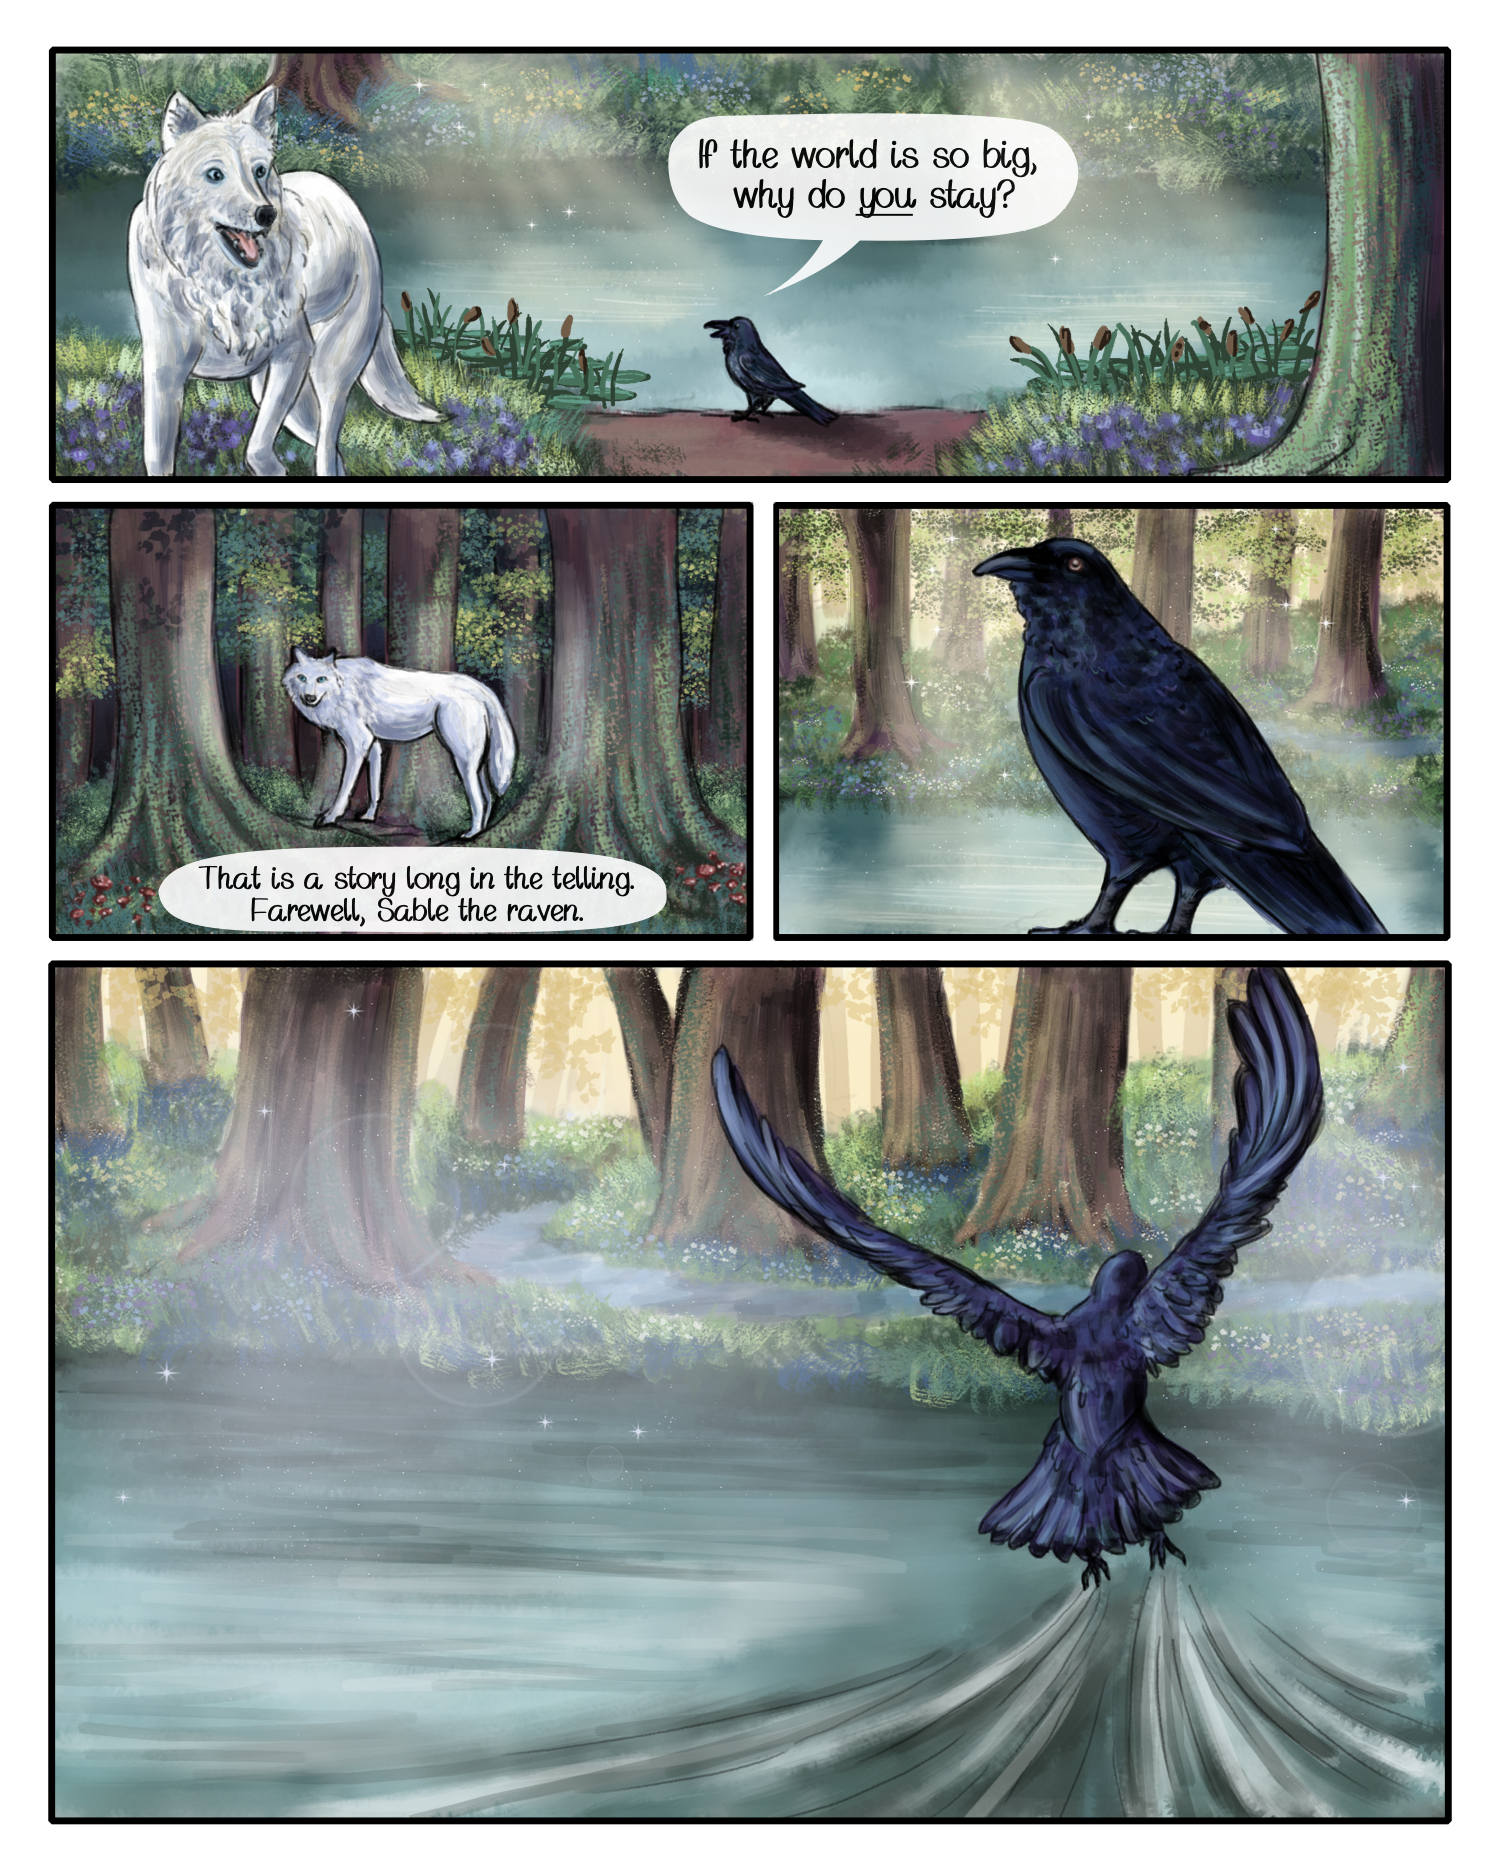 If the world is so big,
why do you stay?
That is a story long in the telling.
Farewell, Sable the raven.